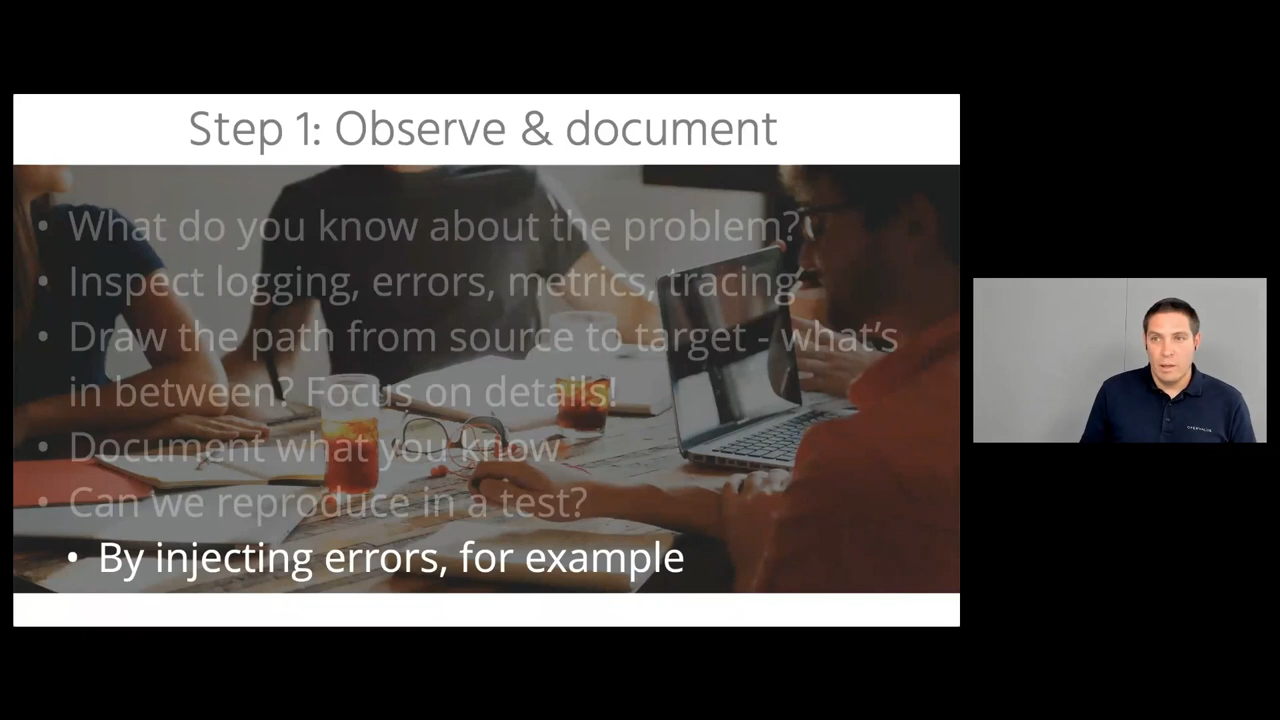 Step 1: Observe & document
• What do you know about the problem?
• Inspect logging, errors, metrics, tracing
• Draw the path from source to target - what's
in between? Focus on details!
• Document what you know
• Can we reproduce in a test?
• By injecting errors, for example